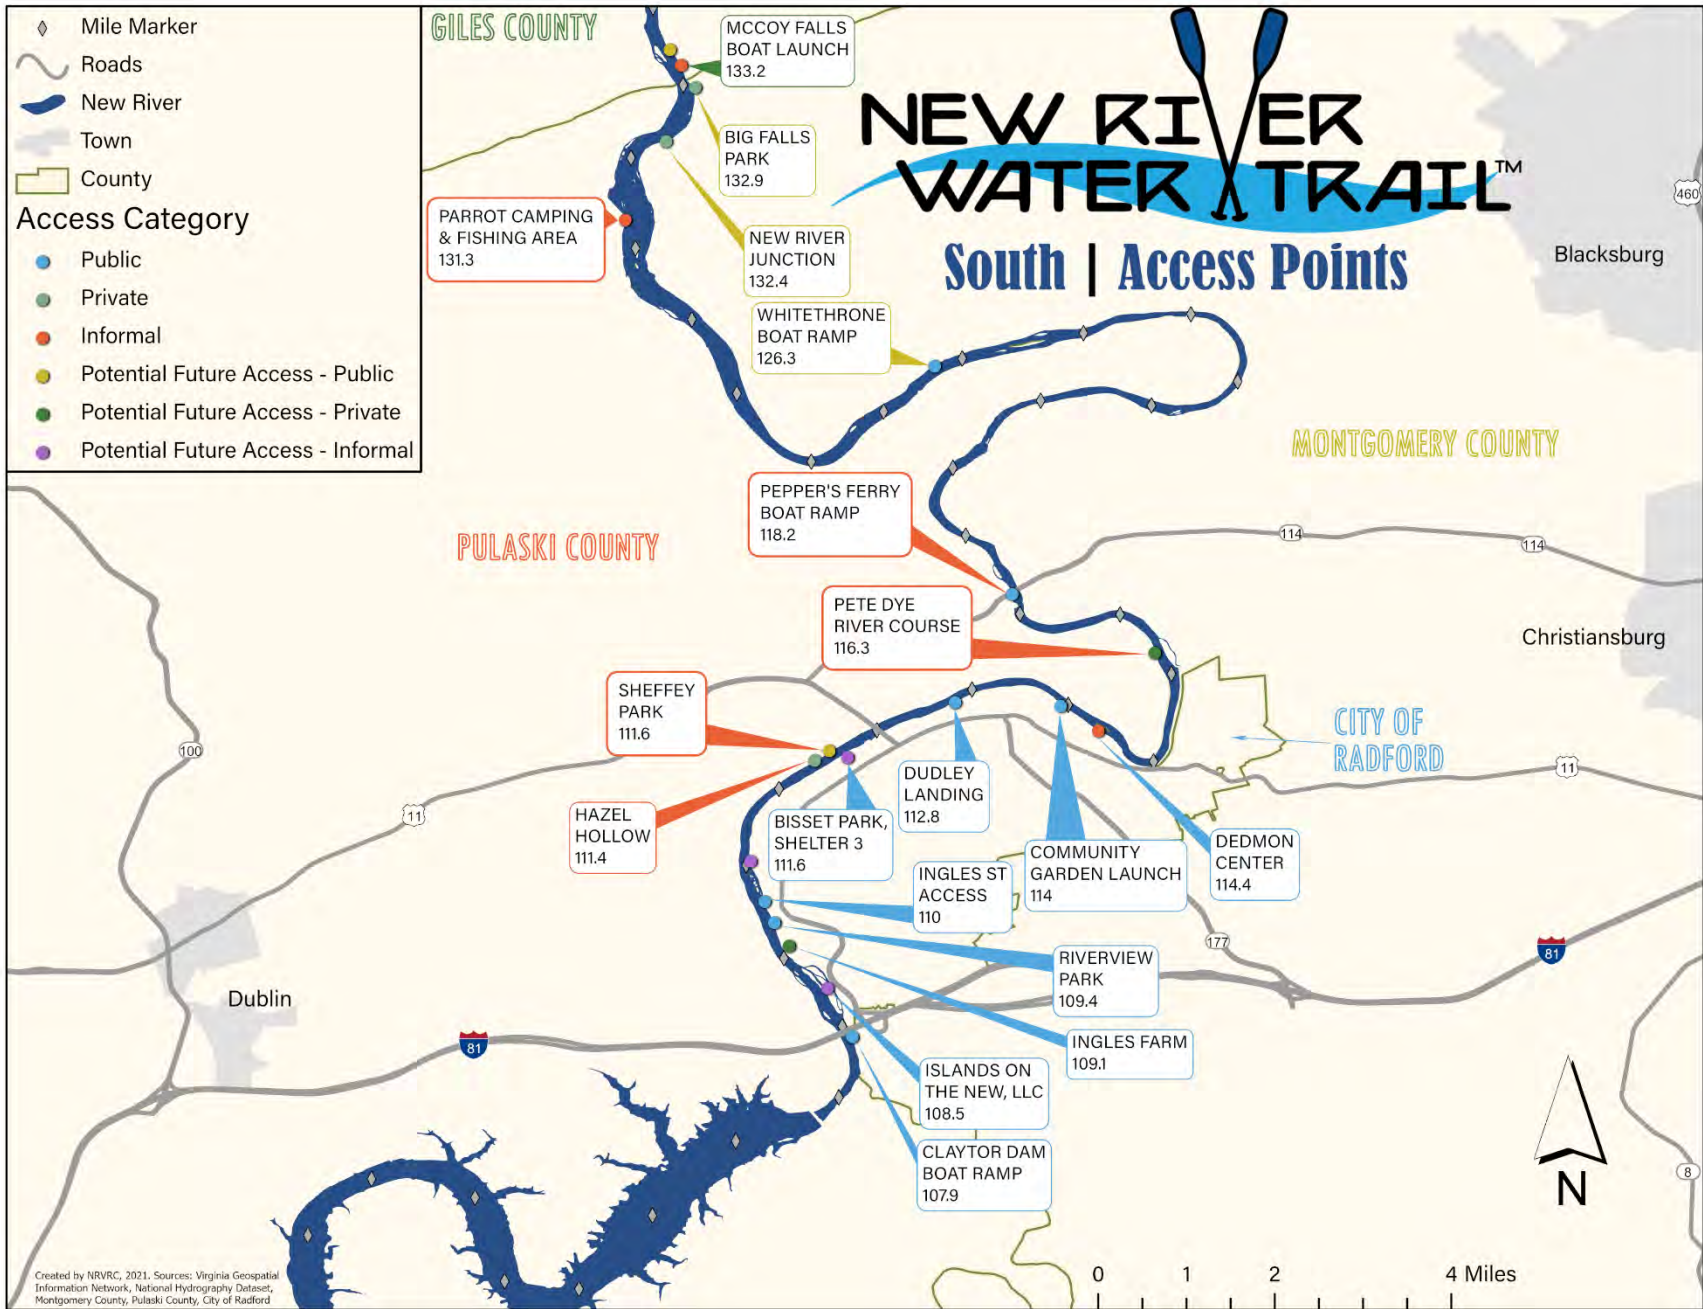 Mile Marker
Roads
New River
Town
County
Access Category
Public
Private
Informal
Potential Future Access - Public
Potential Future Access - Private
Potential Future Access - Informal
GILES COUNTY
MCCOY FALLS
BOAT LAUNCH
133.2
NEW RIVER
WATER TRAIL™
South | Access Points
BIG FALLS
PARK
132.9
460
PARROT CAMPING
& FISHING AREA
131.3
NEW RIVER
JUNCTION
132.4
Blacksburg
WHITETHRONE
BOAT RAMP
126.3
MONTGOMERY COUNTY
PEPPER'S FERRY
BOAT RAMP
118.2
PULASKI COUNTY
114
114
PETE DYE
RIVER COURSE
116.3
Christiansburg
SHEFFEY
PARK
111.6
CITY OF
RADFORD
100
11
11
HAZEL
HOLLOW
111.4
BISSET PARK,
SHELTER 3
111.6
DUDLEY
LANDING
112.8
COMMUNITY
GARDEN LAUNCH
114
DEDMON
CENTER
114.4
INGLES ST
ACCESS
110
177
81
RIVERVIEW
PARK
109.4
Dublin
81
INGLES FARM
109.1
ISLANDS ON
THE NEW, LLC
108.5
CLAYTOR DAM
BOAT RAMP
107.9
8
N
0 1 2 4 Miles
Created by NRVRC, 2021. Sources: Virginia Geospatial
Information Network, National Hydrography Dataset,
Montgomery County, Pulaski County, City of Radford